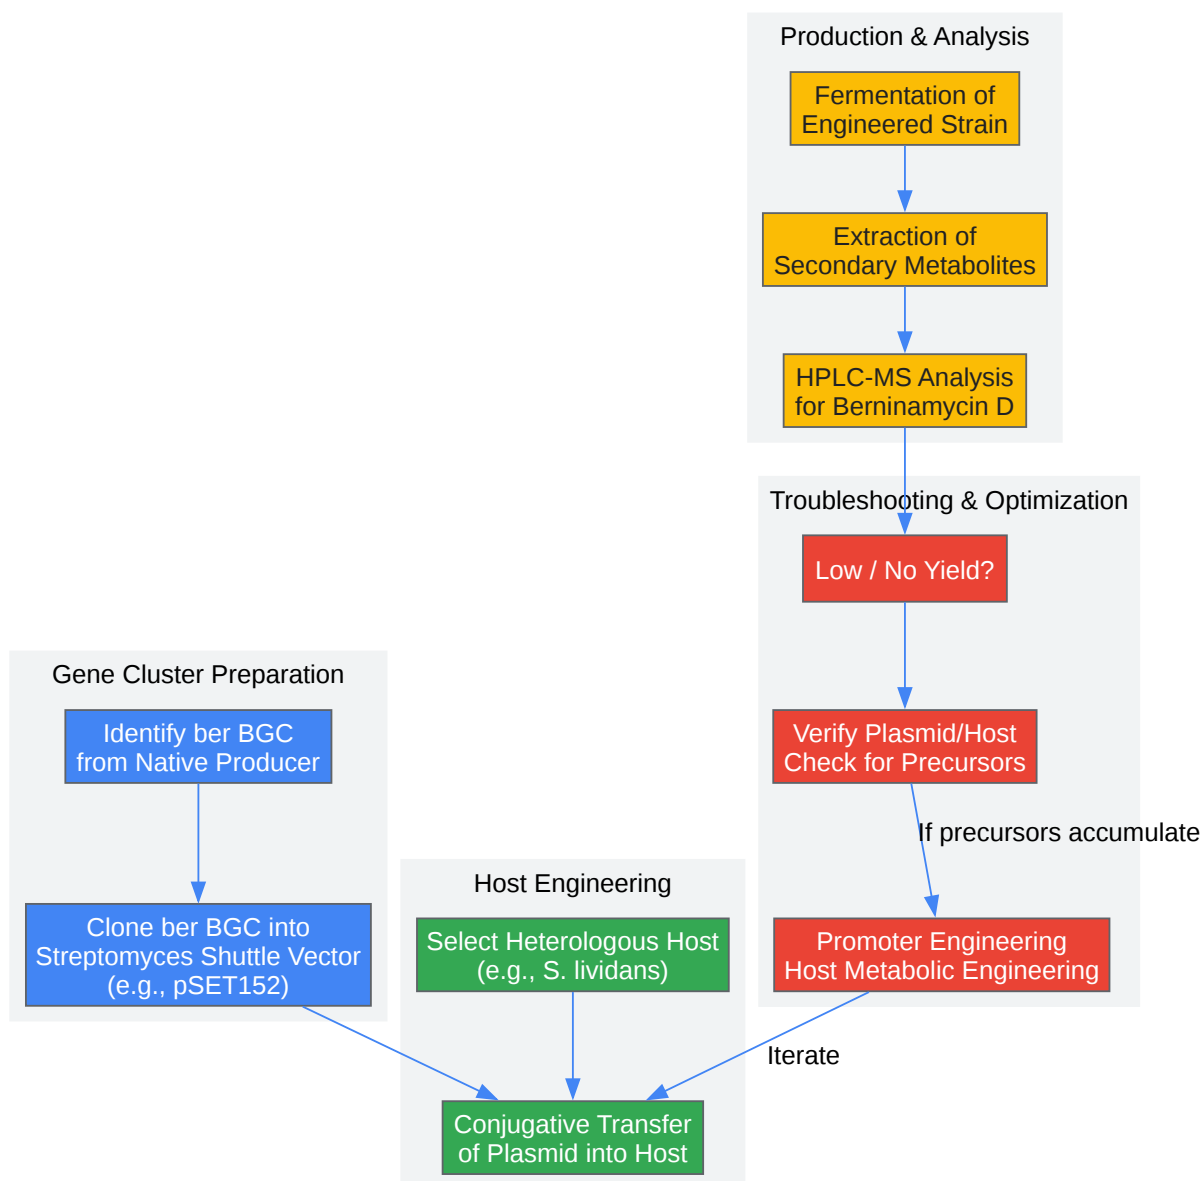 Production & Analysis
Fermentation of
Engineered Strain
Extraction of
Secondary Metabolites
HPLC-MS Analysis
for Berninamycin D
Troubleshooting & Optimization
Low / No Yield?
Verify Plasmid/Host
Check for Precursors
If precursors accumulate
Promoter Engineering
Host Metabolic Engineering
Iterate
Gene Cluster Preparation
Identify ber BGC
from Native Producer
Clone ber BGC into
Streptomyces Shuttle Vector
(e.g., pSET152)
Host Engineering
Select Heterologous Host
(e.g., S. lividans)
Conjugative Transfer
of Plasmid into Host